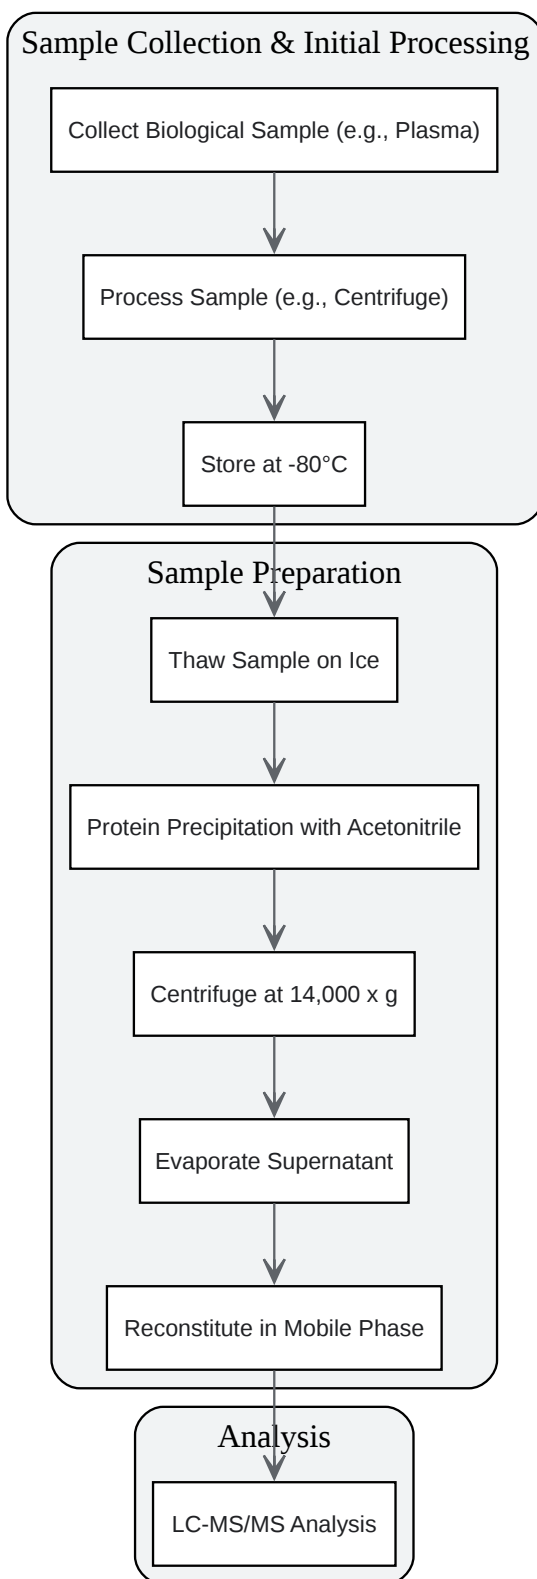 Sample Collection & Initial Processing
Collect Biological Sample (e.g., Plasma)
Process Sample (e.g., Centrifuge)
Store at -80°C
Sample Preparation
Thaw Sample on Ice
Protein Precipitation with Acetonitrile
Centrifuge at 14,000 x g
Evaporate Supernatant
Reconstitute in Mobile Phase
Analysis
LC-MS/MS Analysis